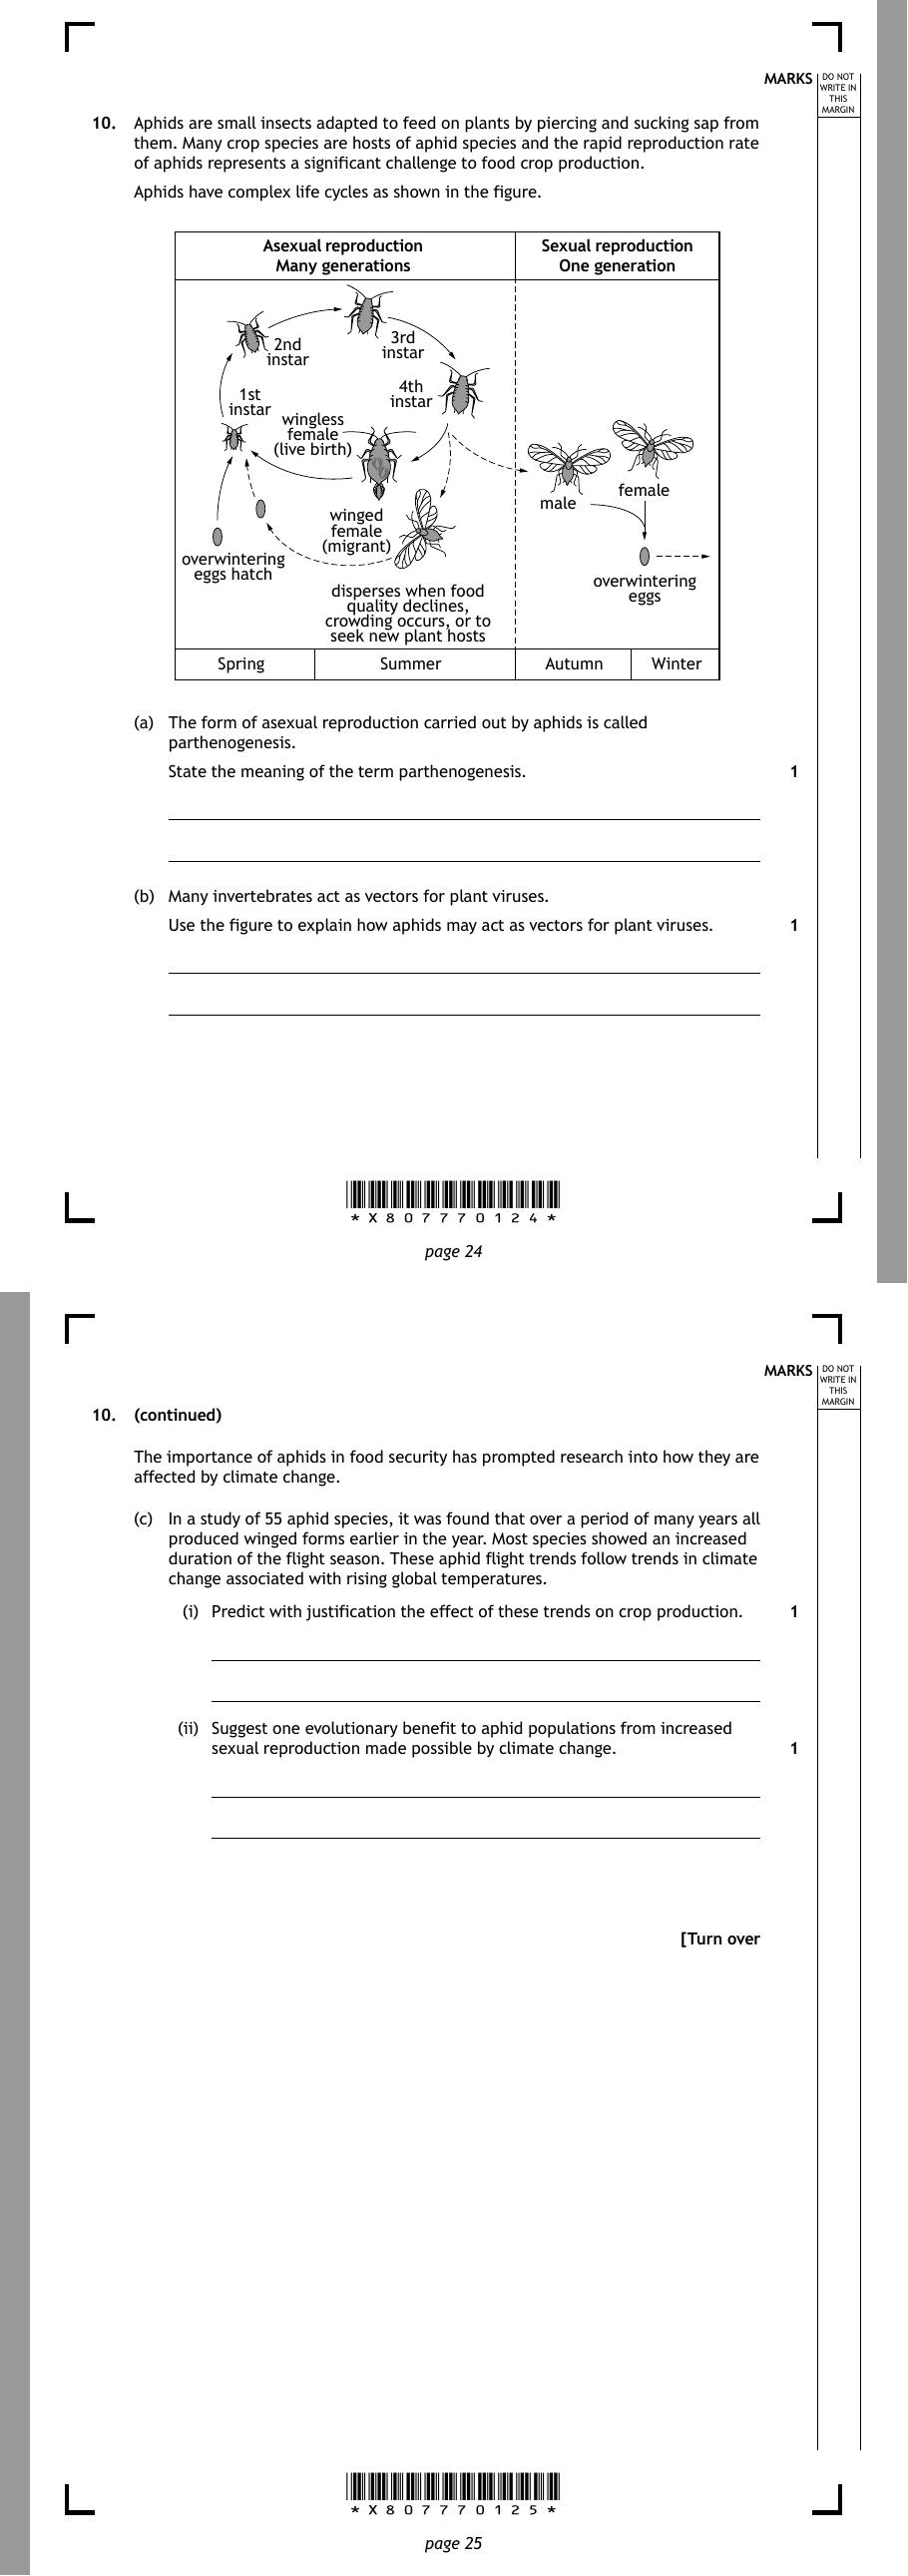 MARKS
DO NOT
WRITE IN
THIS
MARGIN
10. Aphids are small insects adapted to feed on plants by piercing and sucking sap from
them. Many crop species are hosts of aphid species and the rapid reproduction rate
of aphids represents a significant challenge to food crop production.
Aphids have complex life cycles as shown in the figure.
Asexual reproduction
Many generations
Sexual reproduction
One generation
2nd
instar
3rd
instar
1st
instar
4th
instar
wingless
female
(live birth)
male
female
winged
female
(migrant)
overwintering
eggs hatch
disperses when food
quality declines,
crowding occurs, or to
seek new plant hosts
overwintering
eggs
Spring
Summer
Autumn
Winter
(a) The form of asexual reproduction carried out by aphids is called
parthenogenesis.
State the meaning of the term parthenogenesis. 1
(b) Many invertebrates act as vectors for plant viruses.
Use the figure to explain how aphids may act as vectors for plant viruses. 1
* X 8 0 7 7 7 0 1 2 4 *
page 24
MARKS
DO NOT
WRITE IN
THIS
MARGIN
10. (continued)
The importance of aphids in food security has prompted research into how they are
affected by climate change.
(c) In a study of 55 aphid species, it was found that over a period of many years all
produced winged forms earlier in the year. Most species showed an increased
duration of the flight season. These aphid flight trends follow trends in climate
change associated with rising global temperatures.
(i) Predict with justification the effect of these trends on crop production. 1
(ii) Suggest one evolutionary benefit to aphid populations from increased
sexual reproduction made possible by climate change. 1
[Turn over
* X 8 0 7 7 7 0 1 2 5 *
page 25